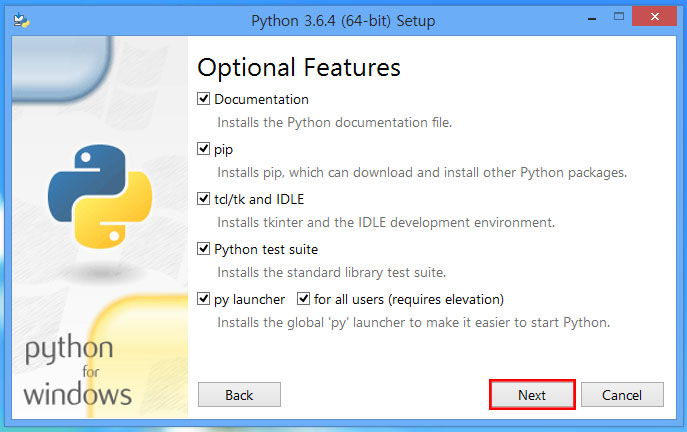 Python 3.6.4 (64-bit) Setup
Optional Features
Documentation
Installs the Python documentation file.
pip
Installs pip, which can download and install other Python packages.
tcl/tk and IDLE
Installs tkinter and the IDLE development environment.
Python test suite
Installs the standard library test suite.
py launcher for all users (requires elevation)
Installs the global 'py' launcher to make it easier to start Python.
python
for
windows
Back Next Cancel